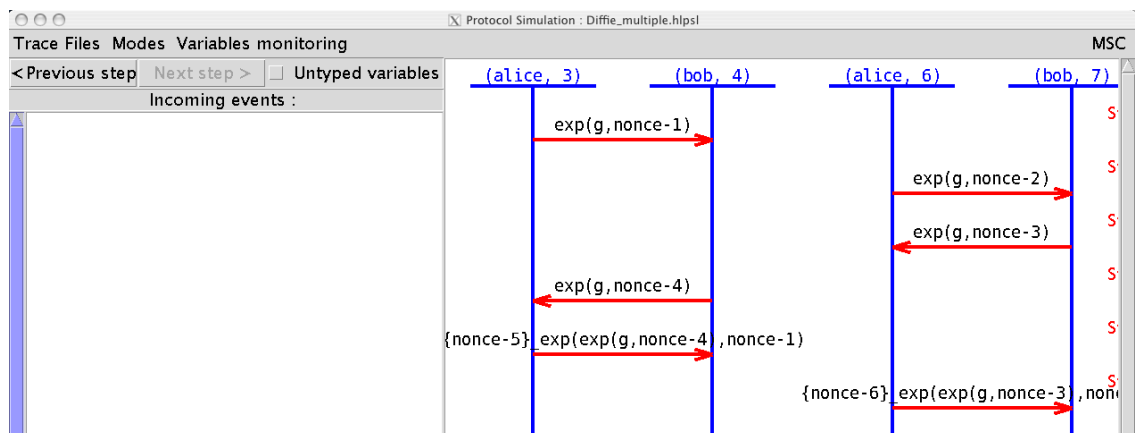 Protocol Simulation : Diffie_multiple.hlpsl
Trace Files Modes Variables monitoring MSC
<Previous step Next step > Untyped variables
Incoming events :
(alice, 3) (bob, 4) (alice, 6) (bob, 7)
exp(g,nonce-1)
exp(g,nonce-2)
exp(g,nonce-3)
exp(g,nonce-4)
{nonce-5}_exp(exp(g,nonce-4),nonce-1)
{nonce-6}_exp(exp(g,nonce-3),non